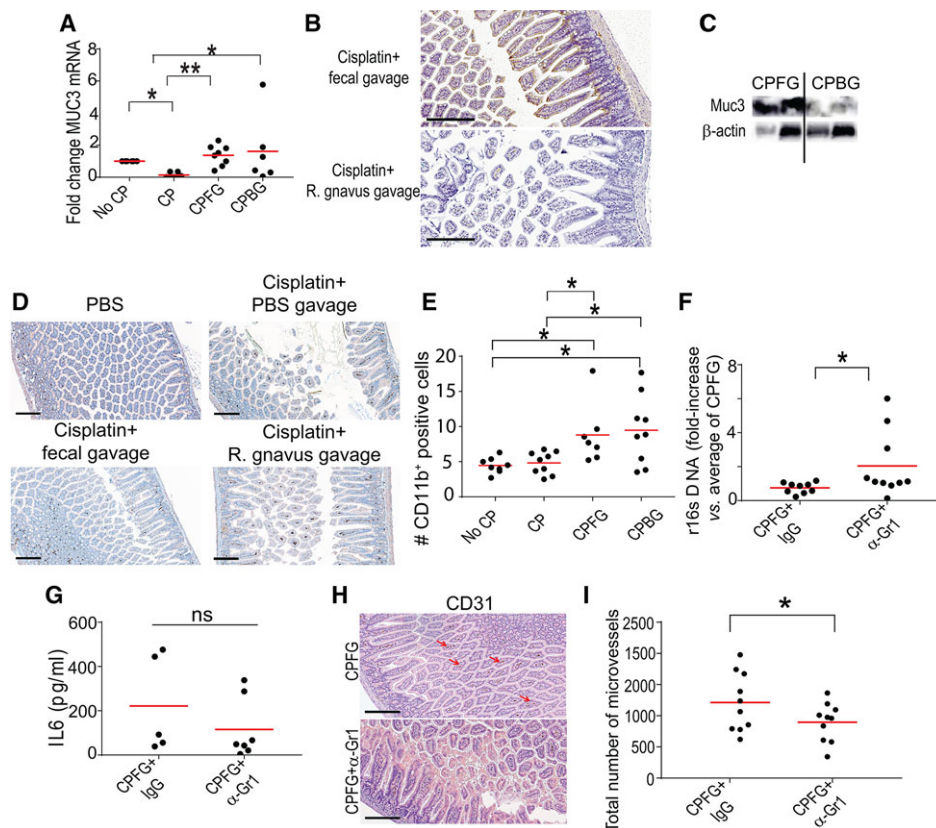 A
Fold change MUC3 mRNA
8
6
4
2
0
*
**
*
No CP
CP
CPFG
CPBG
B
Cisplatin+
fecal gavage
Cisplatin+
R. gnavus gavage
C
CPFG CPBG
Muc3
β-actin
D
PBS
Cisplatin+
PBS gavage
Cisplatin+
fecal gavage
Cisplatin+
R. gnavus gavage
E
# CD11b+ positive cells
20
15
10
5
0
*
*
*
*
No CP
CP
CPFG
CPBG
F
r16s DNA (fold-increase
vs. average of CPFG)
8
4
0
*
CPFG+
IgG
CPFG+
α-Gr1
G
IL6 (pg/ml)
600
400
200
0
ns
CPFG+
IgG
CPFG+
α-Gr1
H
CD31
CPFG
CPFG+α-Gr1
I
Total number of microvessels
2500
2000
1000
500
0
*
CPFG+
IgG
CPFG+
α-Gr1